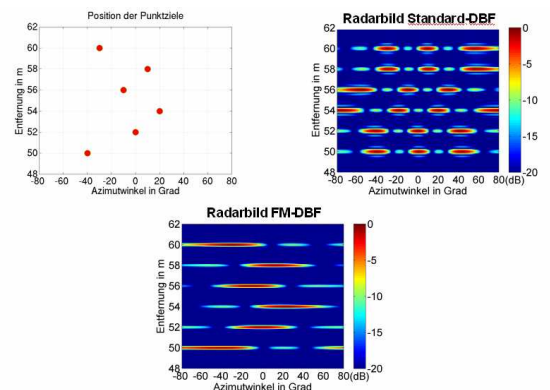 Position der Punktziele
62
60
58
56
54
52
50
48
Entfernung in m
-80 -60 -40 -20 0 20 40 60 80
Azimutwinkel in Grad
Radarbild Standard-DBF
62
60
58
56
54
52
50
48
Entfernung in m
-80 -60 -40 -20 0 20 40 60 80 (dB)
Azimutwinkel in Grad
0
-5
-10
-15
-20
Radarbild FM-DBF
62
60
58
56
54
52
50
48
Entfernung in m
-80 -60 -40 -20 0 20 40 60 80 (dB)
Azimutwinkel in Grad
0
-5
-10
-15
-20